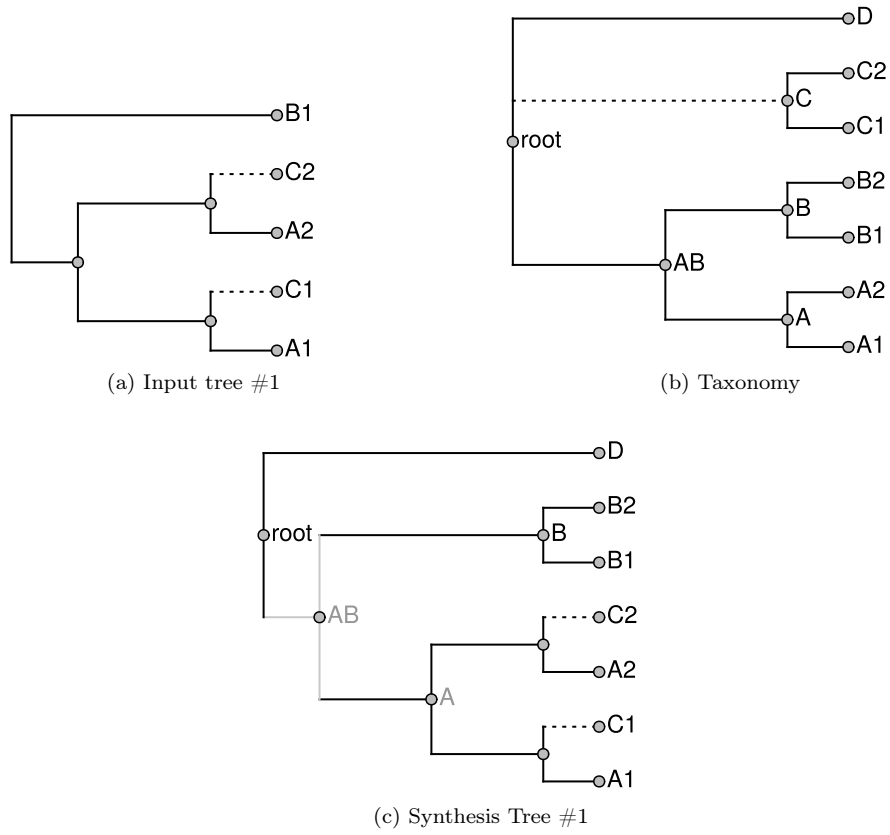 B1
C2
A2
C1
A1
(a) Input tree #1
D
C2
C
C1
root
B2
B
B1
AB
A2
A
A1
(b) Taxonomy
D
B2
root
B
B1
AB
C2
A2
A
C1
A1
(c) Synthesis Tree #1